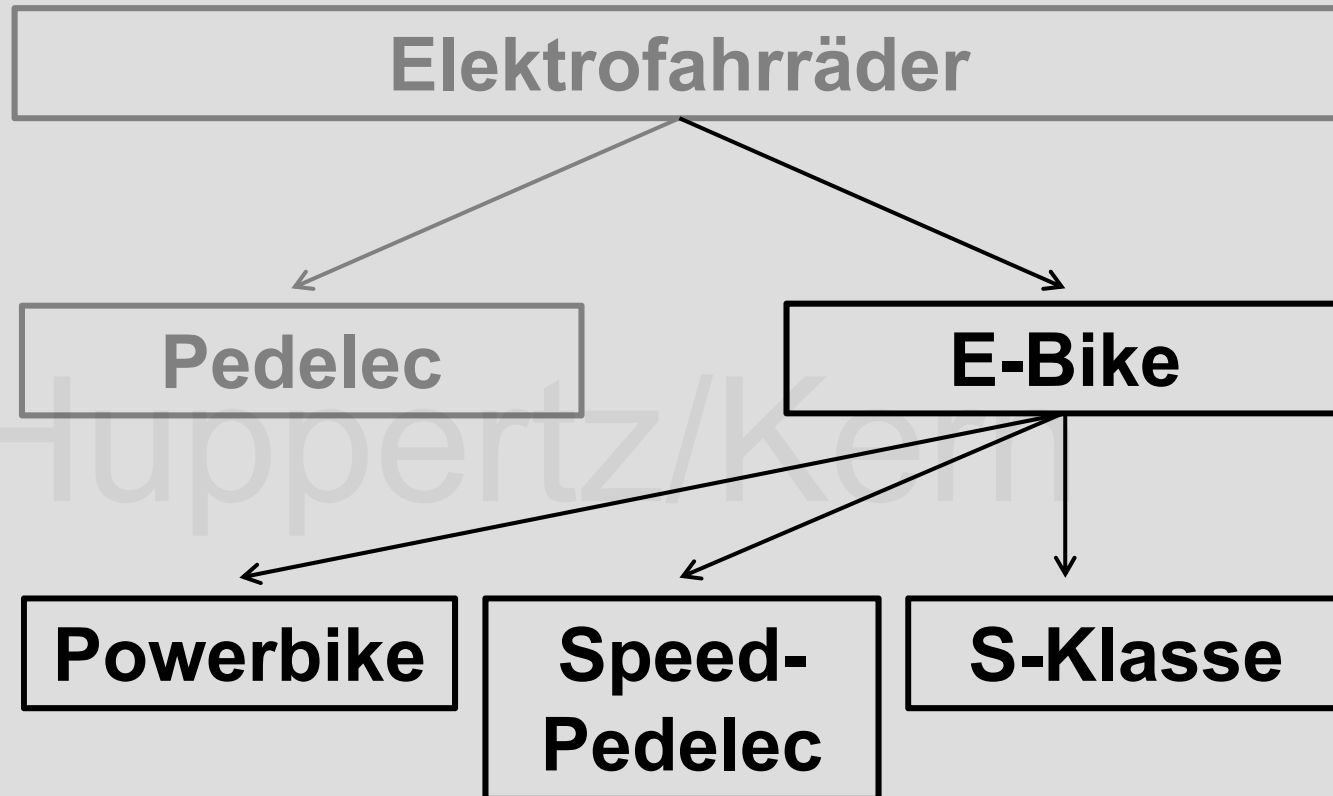 Elektrofahrräder
Pedelec
E-Bike
Huppertz/Kern
Powerbike
Speed-
Pedelec
S-Klasse